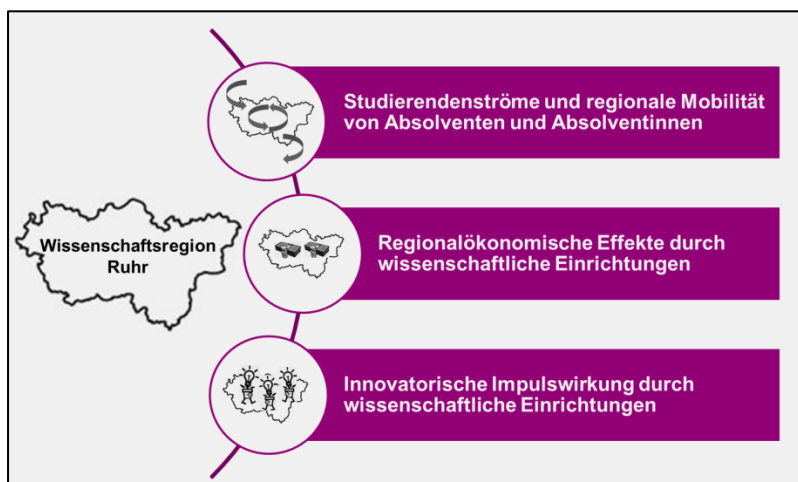 Wissenschaftsregion
Ruhr
Studierendenströme und regionale Mobilität
von Absolventen und Absolventinnen
Regionalökonomische Effekte durch
wissenschaftliche Einrichtungen
Innovatorische Impulswirkung durch
wissenschaftliche Einrichtungen